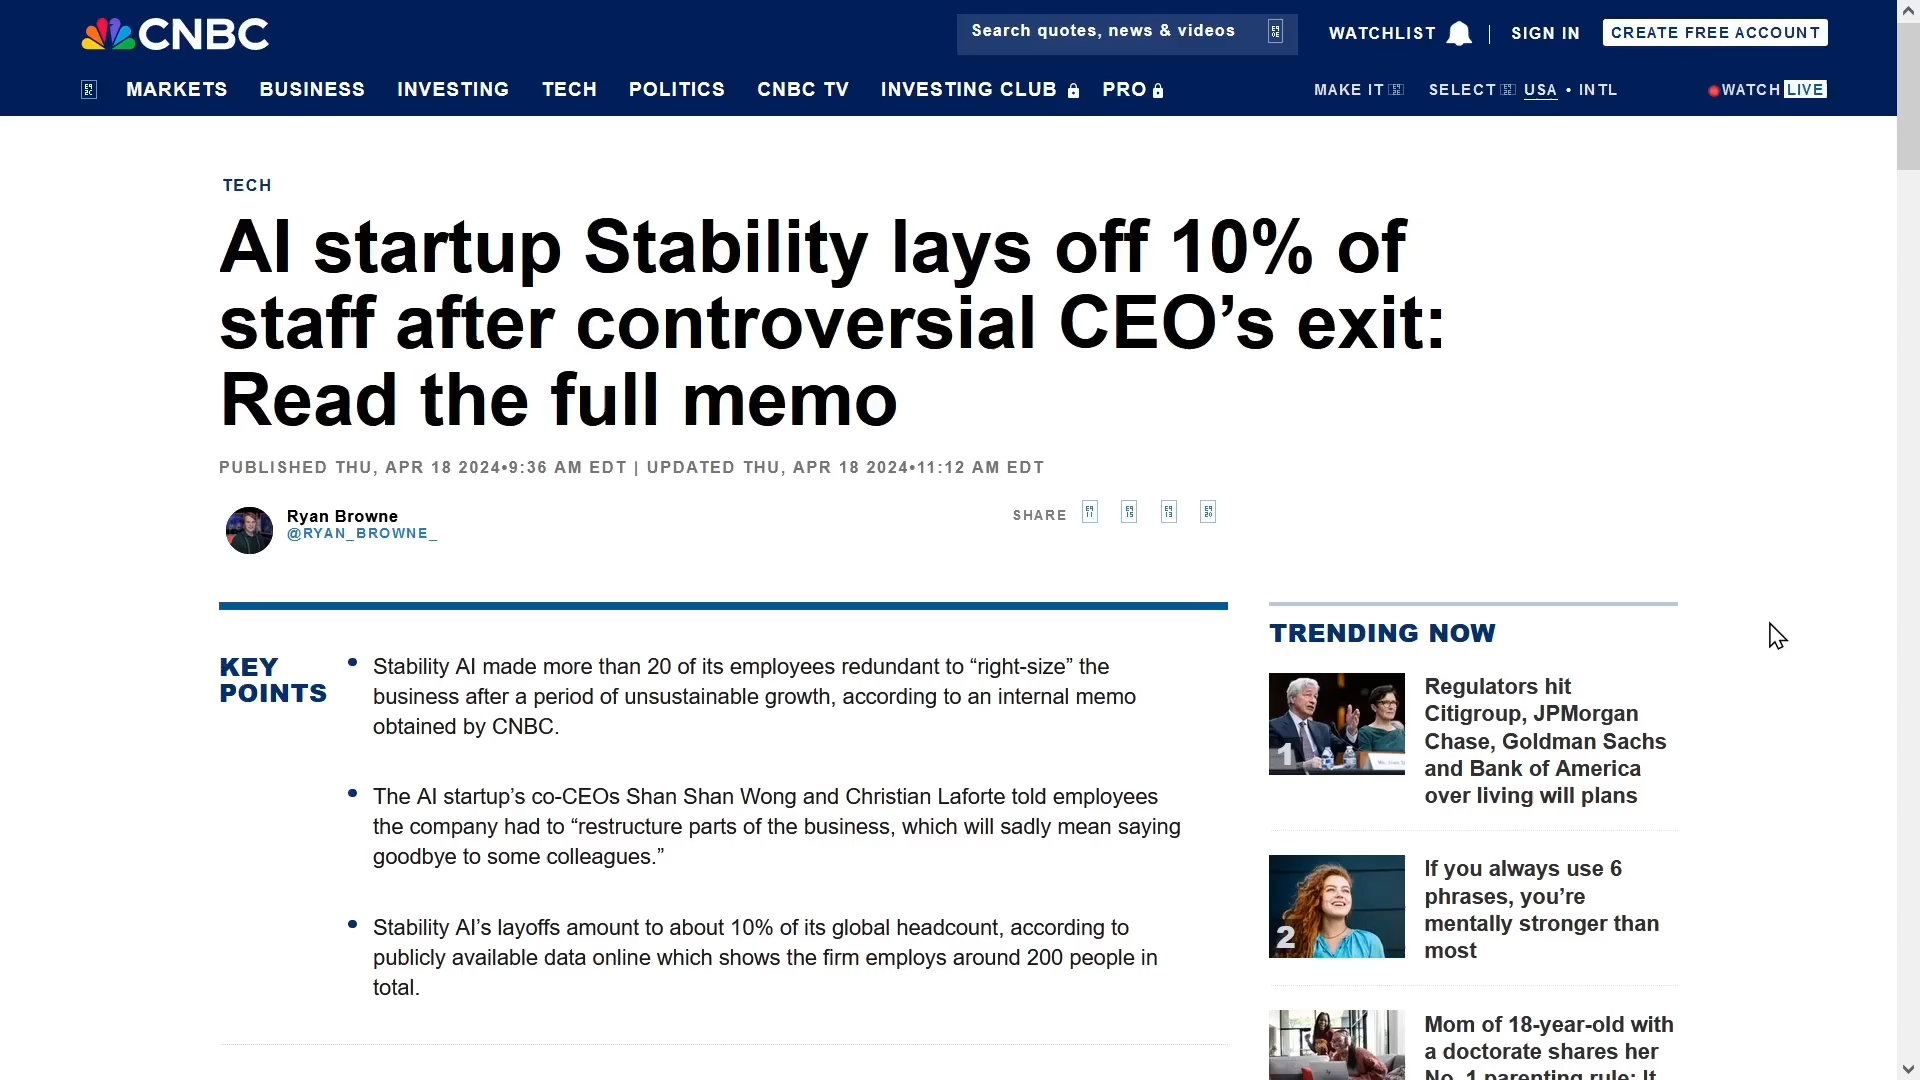 CNBC
Search quotes, news & videos
WATCHLIST
SIGN IN
CREATE FREE ACCOUNT
MARKETS
BUSINESS
INVESTING
TECH
POLITICS
CNBC TV
INVESTING CLUB
PRO
MAKE IT
SELECT
USA • INTL
WATCH LIVE
TECH
AI startup Stability lays off 10% of
staff after controversial CEO’s exit:
Read the full memo
PUBLISHED THU, APR 18 2024•9:36 AM EDT | UPDATED THU, APR 18 2024•11:12 AM EDT
Ryan Browne
@RYAN_BROWNE_
SHARE
KEY
POINTS
• Stability AI made more than 20 of its employees redundant to “right-size” the
business after a period of unsustainable growth, according to an internal memo
obtained by CNBC.
• The AI startup’s co-CEOs Shan Shan Wong and Christian Laforte told employees
the company had to “restructure parts of the business, which will sadly mean saying
goodbye to some colleagues.”
• Stability AI’s layoffs amount to about 10% of its global headcount, according to
publicly available data online which shows the firm employs around 200 people in
total.
TRENDING NOW
1
Regulators hit
Citigroup, JPMorgan
Chase, Goldman Sachs
and Bank of America
over living will plans
2
If you always use 6
phrases, you’re
mentally stronger than
most
Mom of 18-year-old with
a doctorate shares her
No. 1 parenting rule: It